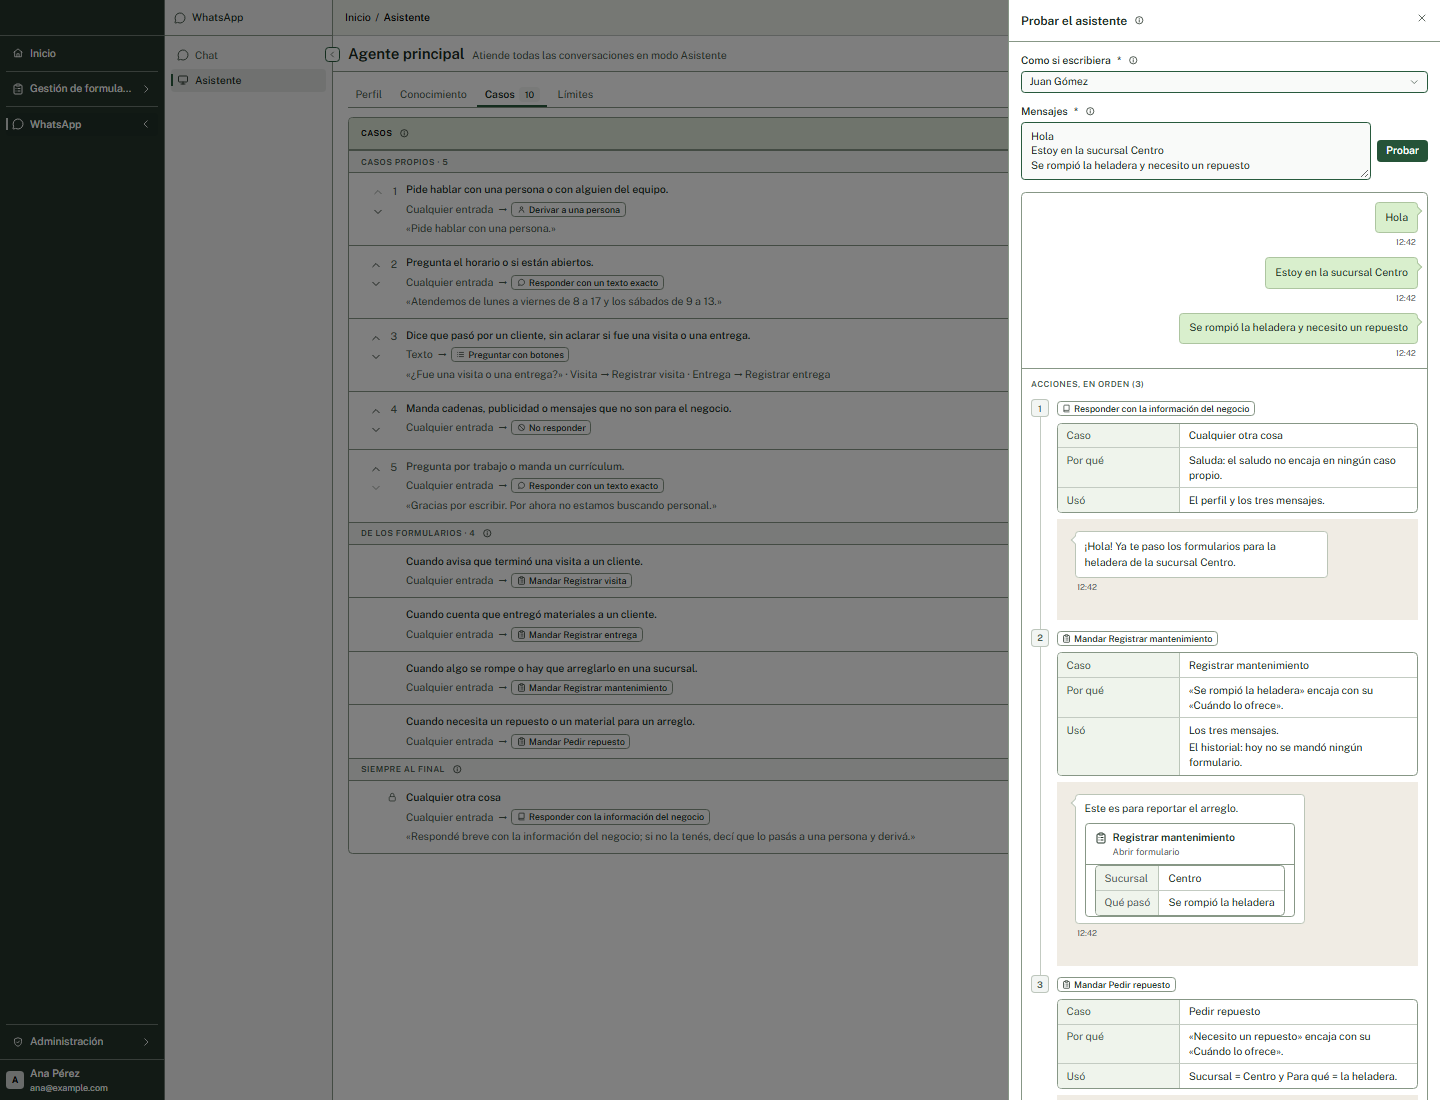 Inicio
Gestión de formula...
WhatsApp
Administración
A
Ana Pérez
ana@example.com
WhatsApp
Chat
Asistente
Inicio / Asistente
Agente principal Atiende todas las conversaciones en modo Asistente
Perfil Conocimiento Casos 10 Límites
CASOS
CASOS PROPIOS · 5
1 Pide hablar con una persona o con alguien del equipo.
Cualquier entrada → Derivar a una persona
«Pide hablar con una persona.»
2 Pregunta el horario o si están abiertos.
Cualquier entrada → Responder con un texto exacto
«Atendemos de lunes a viernes de 8 a 17 y los sábados de 9 a 13.»
3 Dice que pasó por un cliente, sin aclarar si fue una visita o una entrega.
Texto → Preguntar con botones
«¿Fue una visita o una entrega?» · Visita → Registrar visita · Entrega → Registrar entrega
4 Manda cadenas, publicidad o mensajes que no son para el negocio.
Cualquier entrada → No responder
5 Pregunta por trabajo o manda un currículum.
Cualquier entrada → Responder con un texto exacto
«Gracias por escribir. Por ahora no estamos buscando personal.»
DE LOS FORMULARIOS · 4
Cuando avisa que terminó una visita a un cliente.
Cualquier entrada → Mandar Registrar visita
Cuando cuenta que entregó materiales a un cliente.
Cualquier entrada → Mandar Registrar entrega
Cuando algo se rompe o hay que arreglarlo en una sucursal.
Cualquier entrada → Mandar Registrar mantenimiento
Cuando necesita un repuesto o un material para un arreglo.
Cualquier entrada → Mandar Pedir repuesto
SIEMPRE AL FINAL
Cualquier otra cosa
Cualquier entrada → Responder con la información del negocio
«Respondé breve con la información del negocio; si no la tenés, decí que lo pasás a una persona y derivá.»
Probar el asistente
Como si escribiera *
Juan Gómez
Mensajes *
Hola
Estoy en la sucursal Centro
Se rompió la heladera y necesito un repuesto
Probar
Hola
12:42
Estoy en la sucursal Centro
12:42
Se rompió la heladera y necesito un repuesto
12:42
ACCIONES, EN ORDEN (3)
1 Responder con la información del negocio
Caso Cualquier otra cosa
Por qué Saluda: el saludo no encaja en ningún caso
propio.
Usó El perfil y los tres mensajes.
¡Hola! Ya te paso los formularios para la
heladera de la sucursal Centro.
12:42
2 Mandar Registrar mantenimiento
Caso Registrar mantenimiento
Por qué «Se rompió la heladera» encaja con su
«Cuándo lo ofrece».
Usó Los tres mensajes.
El historial: hoy no se mandó ningún
formulario.
Este es para reportar el arreglo.
Registrar mantenimiento
Abrir formulario
Sucursal Centro
Qué pasó Se rompió la heladera
12:42
3 Mandar Pedir repuesto
Caso Pedir repuesto
Por qué «Necesito un repuesto» encaja con su
«Cuándo lo ofrece».
Usó Sucursal = Centro y Para qué = la heladera.